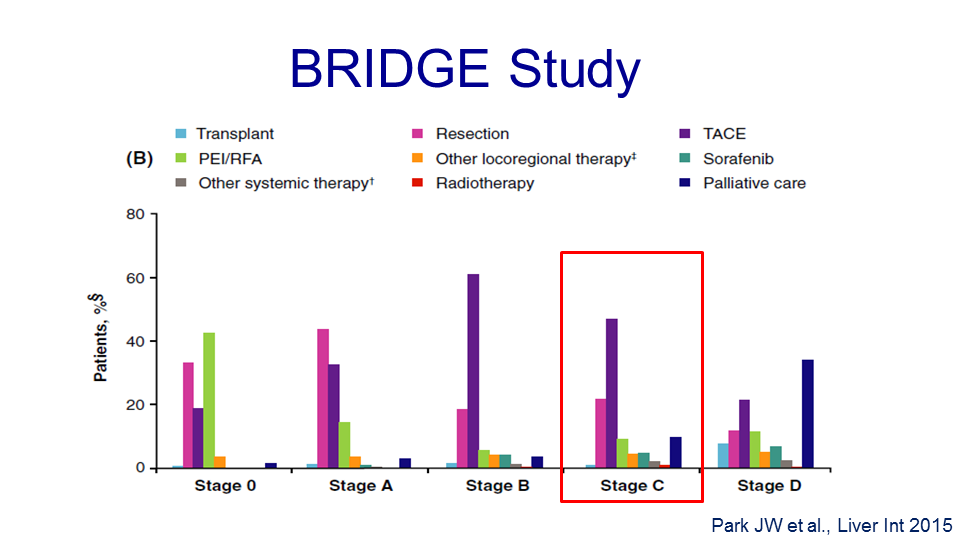 BRIDGE Study
Transplant Resection TACE
(B) PEI/RFA Other locoregional therapy‡ Sorafenib
Other systemic therapy† Radiotherapy Palliative care
80
60
40
20
0
Patients, %§
Stage 0 Stage A Stage B Stage C Stage D
Park JW et al., Liver Int 2015